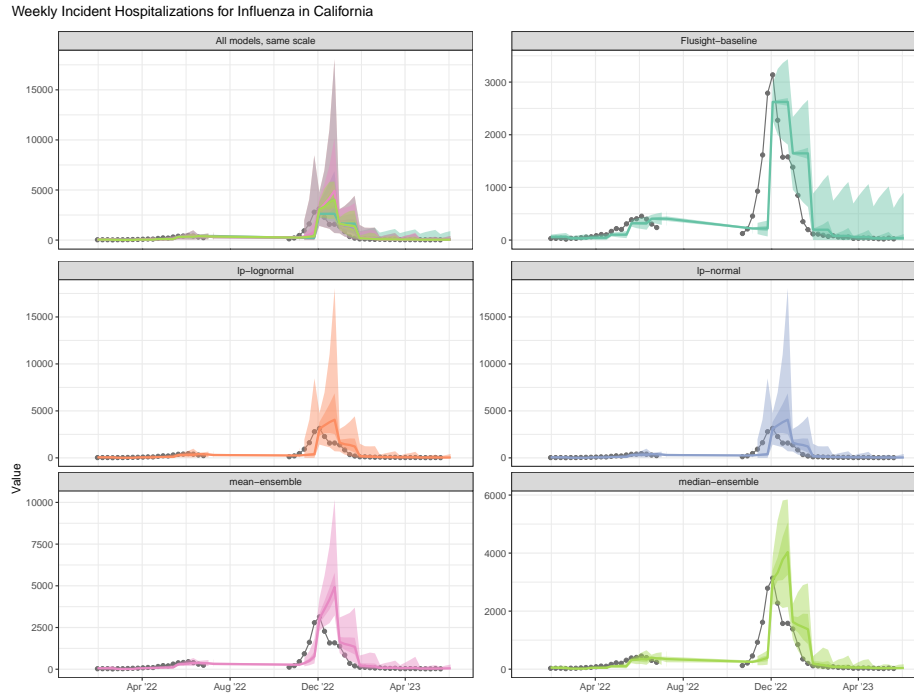 Weekly Incident Hospitalizations for Influenza in California
All models, same scale
Flusight−baseline
15000
10000
5000
0
3000
2000
1000
0
lp−lognormal
lp−normal
15000
10000
5000
0
15000
10000
5000
0
Value
mean−ensemble
median−ensemble
10000
7500
5000
2500
0
6000
4000
2000
0
Apr '22
Aug '22
Dec '22
Apr '23
Apr '22
Aug '22
Dec '22
Apr '23